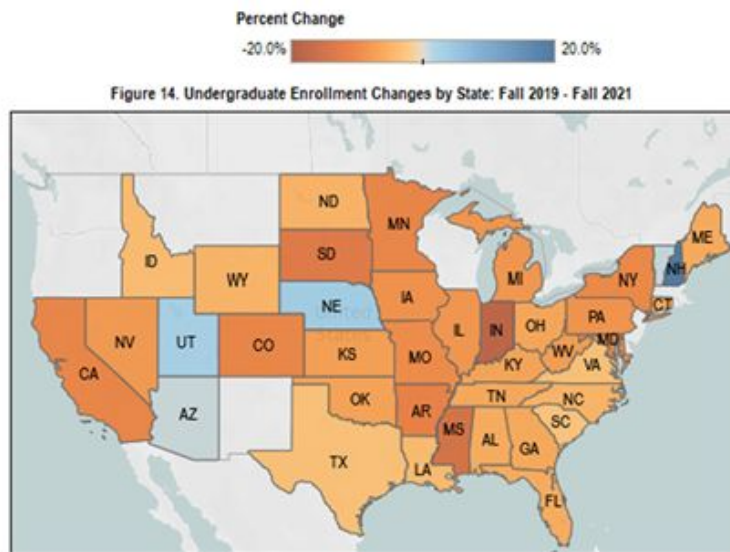 Percent Change
-20.0% 20.0%
Figure 14. Undergraduate Enrollment Changes by State: Fall 2019 - Fall 2021
ND
MN
ME
ID
SD
WY
MI
NY
NH
NE
IA
CT
PA
NV
UT
IL
IN
OH
MD
CO
CA
KS
MO
WV
VA
KY
AZ
OK
TN
NC
AR
SC
MS
AL
GA
TX
LA
FL